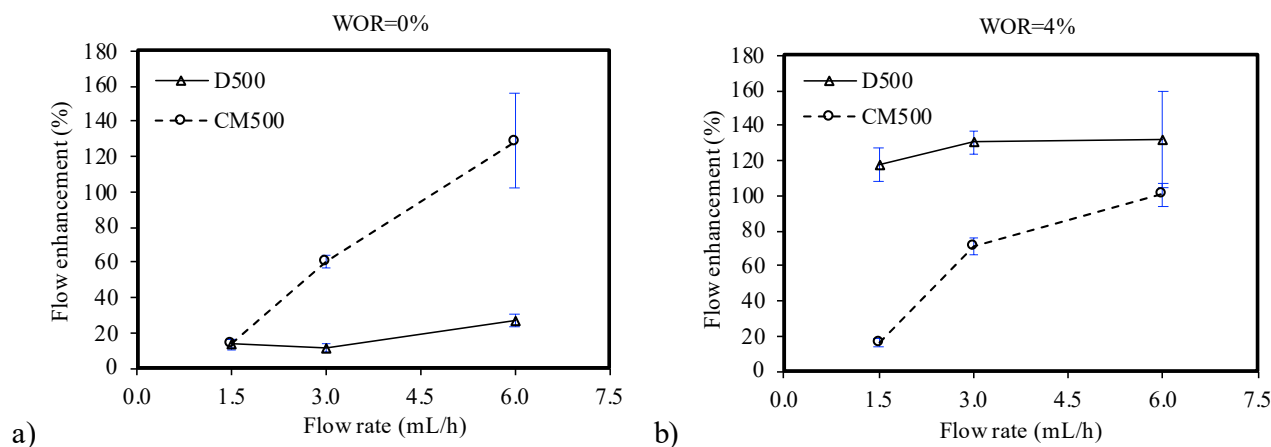 WOR=0%
180
160
140
120
100
80
60
40
20
0
Flow enhancement (%)
D500
CM500
0.0 1.5 3.0 4.5 6.0 7.5
Flow rate (mL/h)
a)
WOR=4%
180
160
140
120
100
80
60
40
20
0
Flow enhancement (%)
D500
CM500
0.0 1.5 3.0 4.5 6.0 7.5
Flow rate (mL/h)
b)